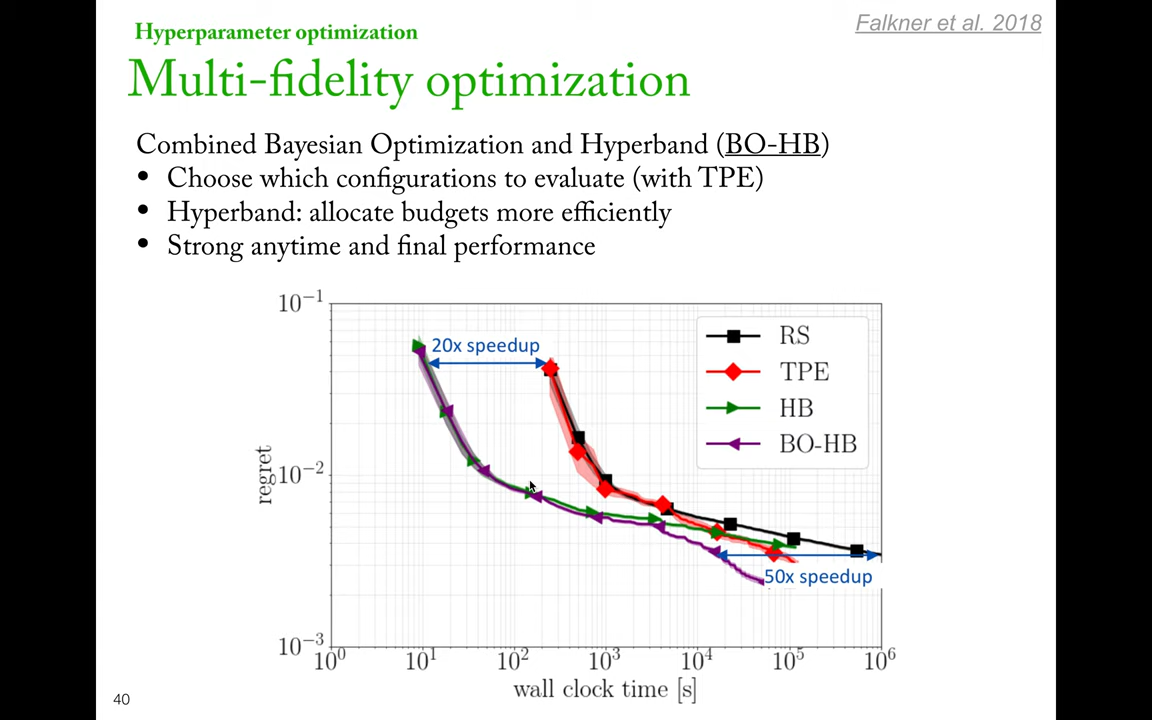 Hyperparameter optimization
Falkner et al. 2018
Multi-fidelity optimization
Combined Bayesian Optimization and Hyperband (BO-HB)
• Choose which configurations to evaluate (with TPE)
• Hyperband: allocate budgets more efficiently
• Strong anytime and final performance
10⁻¹
20x speedup
RS
TPE
HB
BO-HB
10⁻²
regret
50x speedup
10⁻³
10⁰ 10¹ 10² 10³ 10⁴ 10⁵ 10⁶
wall clock time [s]
40